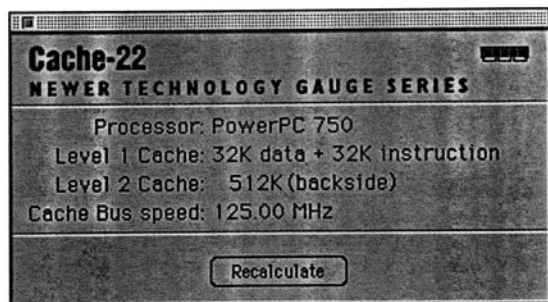 Cache-22
NEWER TECHNOLOGY GAUGE SERIES
Processor: PowerPC 750
Level 1 Cache: 32K data + 32K instruction
Level 2 Cache: 512K (backside)
Cache Bus speed: 125.00 MHz
Recalculate